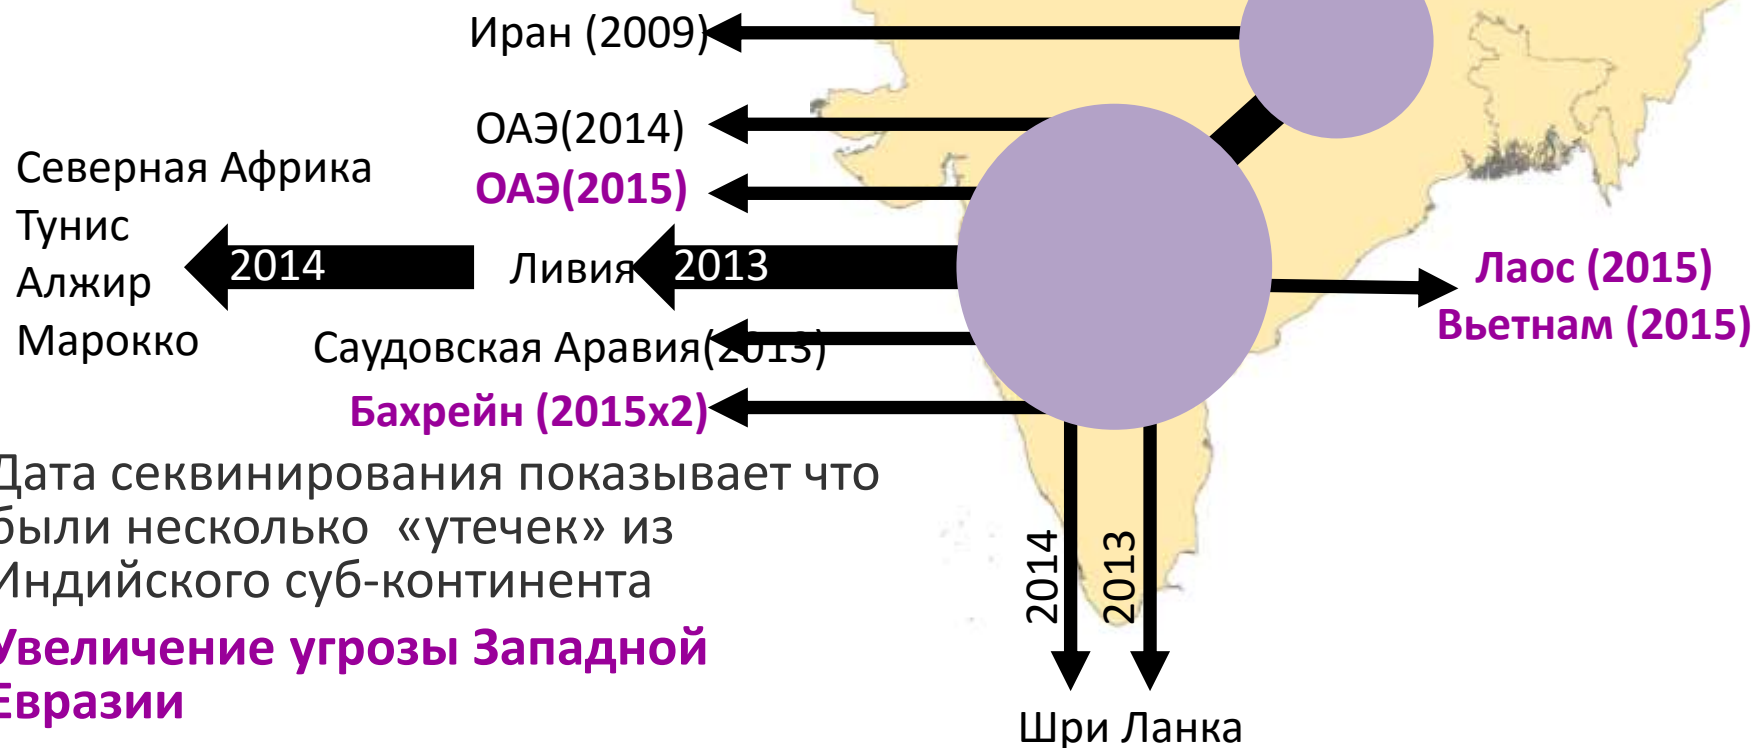 Иран (2009)
ОАЭ(2014)
ОАЭ(2015)
Северная Африка
Тунис
Алжир
Марокко
2014
Ливия
2013
Саудовская Аравия(2013)
Бахрейн (2015x2)
Лаос (2015)
Вьетнам (2015)
Дата секвинирования показывает что
были несколько «утечек» из
Индийского суб-континента
Увеличение угрозы Западной
Евразии
2014
2013
Шри Ланка